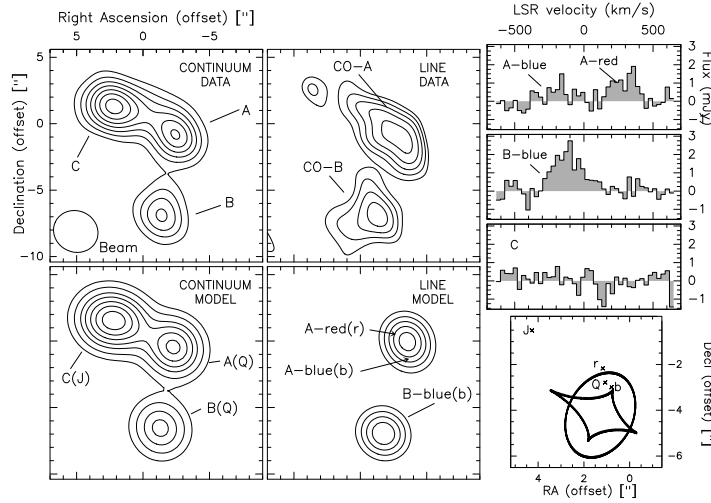 Right Ascension (offset) ["]
5 0 −5
LSR velocity (km/s)
−500 0 500
Declination (offset) ["]
5
0
−5
−10
CONTINUUM
DATA
A
C
B
Beam
LINE
DATA
CO−A
CO−B
A−blue
A−red
3
2
1
0
−1
Flux (mJy)
B−blue
3
2
1
0
−1
C
3
2
1
0
−1
CONTINUUM
MODEL
A(Q)
C(J)
B(Q)
LINE
MODEL
A−red(r)
A−blue(b)
B−blue(b)
J
r
Q
b
−2
−4
−6
Decl (offset) ["]
4 2 0
RA (offset) ["]